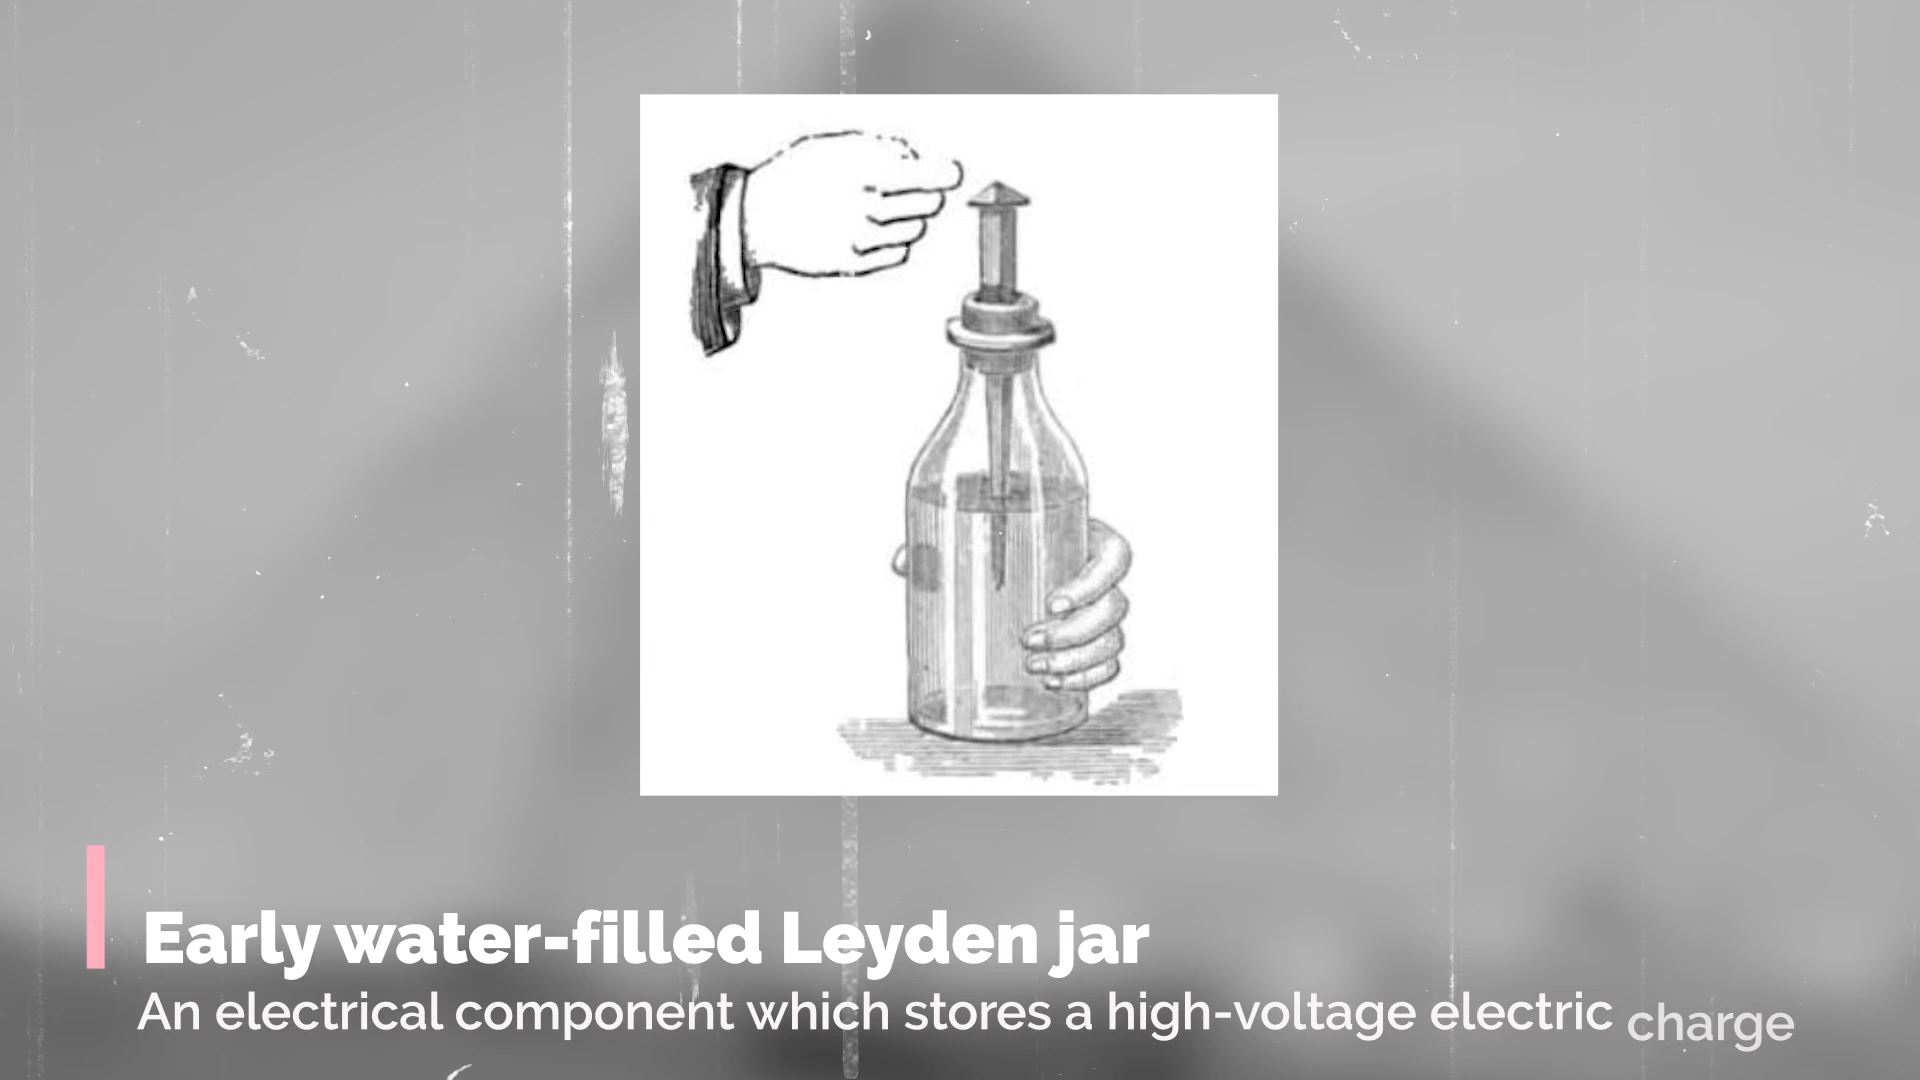 Early water-filled Leyden jar
An electrical component which stores a high-voltage electric charge